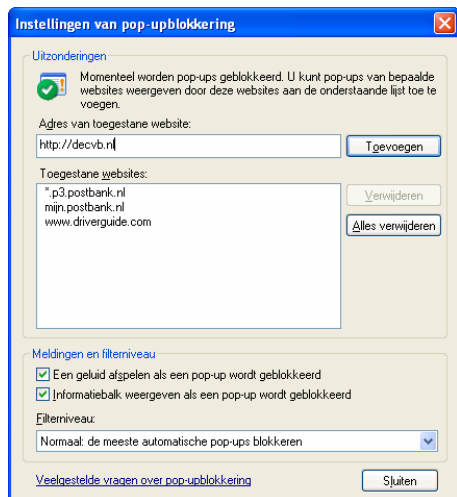 Instellingen van pop-upblokkering
Uitzonderingen
Momenteel worden pop-ups geblokkeerd. U kunt pop-ups van bepaalde
websites weergeven door deze websites aan de onderstaande lijst toe te
voegen.
Adres van toegestane website:
http://decvb.nl
Toevoegen
Toegestane websites:
*.p3.postbank.nl
mijn.postbank.nl
www.driverguide.com
Verwijderen
Alles verwijderen
Meldingen en filterniveau
Een geluid afspelen als een pop-up wordt geblokkeerd
Informatiebalk weergeven als een pop-up wordt geblokkeerd
Filterniveau:
Normaal: de meeste automatische pop-ups blokkeren
Veelgestelde vragen over pop-upblokkering
Sluiten